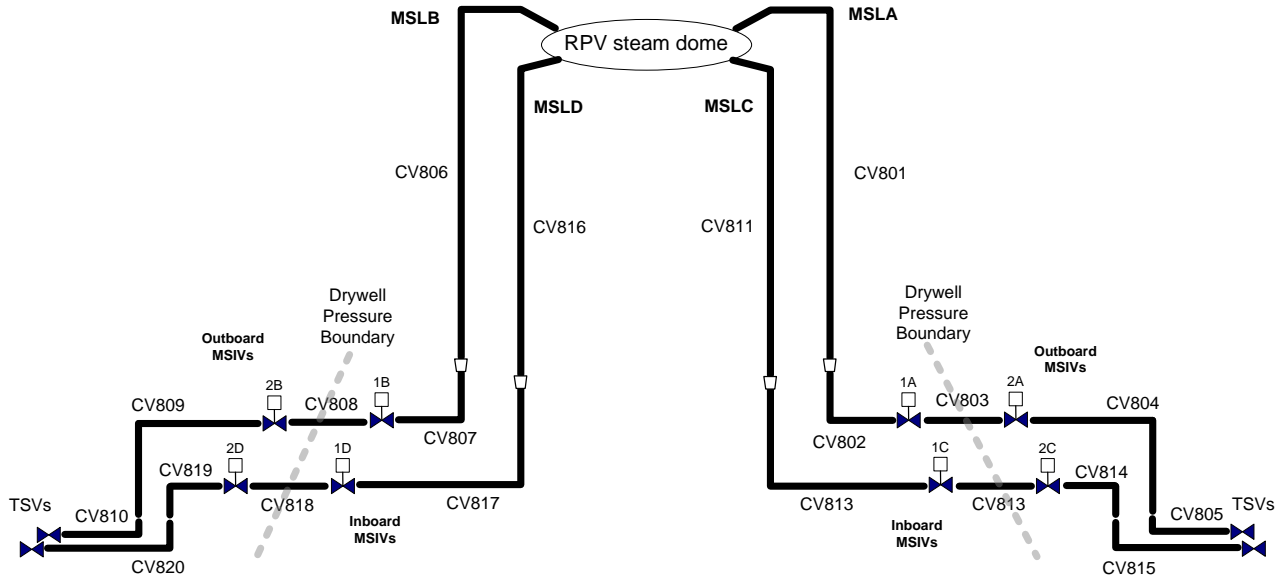 MSLB
MSLA
RPV steam dome
MSLD
MSLC
CV806
CV801
CV816
CV811
Drywell
Pressure
Boundary
Drywell
Pressure
Boundary
Outboard
MSIVs
Outboard
MSIVs
2B
1B
1A
2A
CV809
CV808
CV803
CV804
CV807
CV802
2D
1D
1C
2C
CV819
CV814
CV818
CV817
CV813
CV813
TSVs
TSVs
CV810
CV805
Inboard
MSIVs
Inboard
MSIVs
CV820
CV815